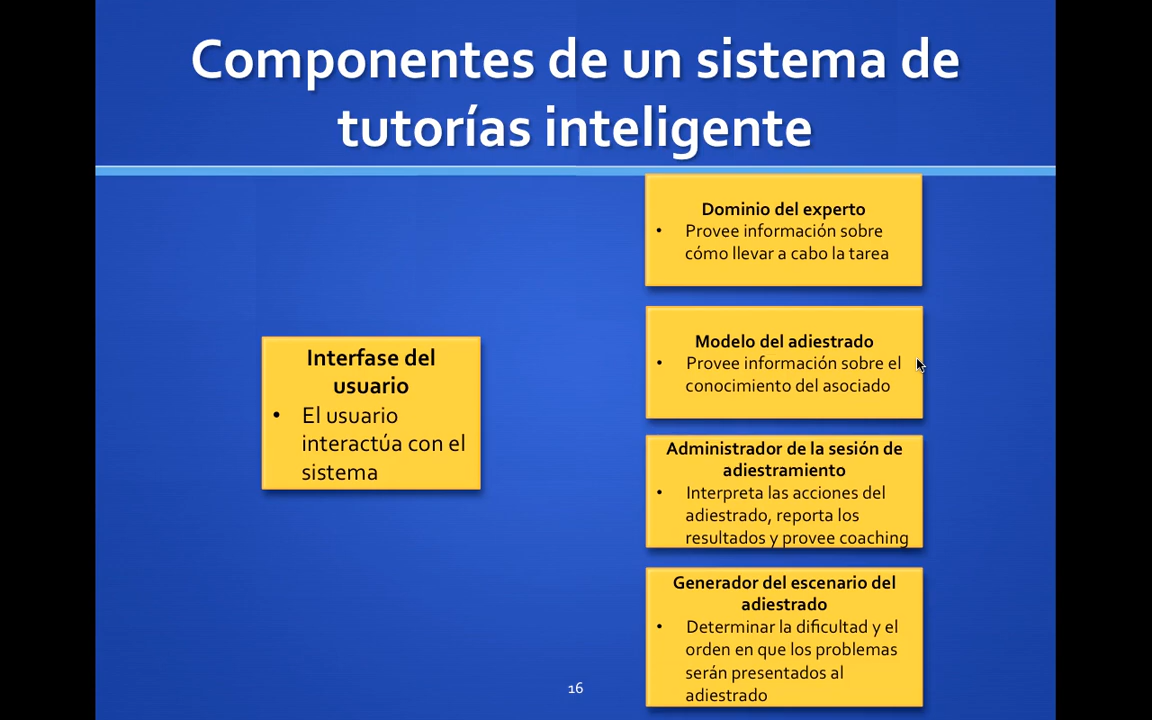 Componentes de un sistema de
tutorías inteligente
Interfase del
usuario
• El usuario
interactúa con el
sistema
Dominio del experto
• Provee información sobre
cómo llevar a cabo la tarea
Modelo del adiestrado
• Provee información sobre el
conocimiento del asociado
Administrador de la sesión de
adiestramiento
• Interpreta las acciones del
adiestrado, reporta los
resultados y provee coaching
Generador del escenario del
adiestrado
• Determinar la dificultad y el
orden en que los problemas
serán presentados al
adiestrado
16